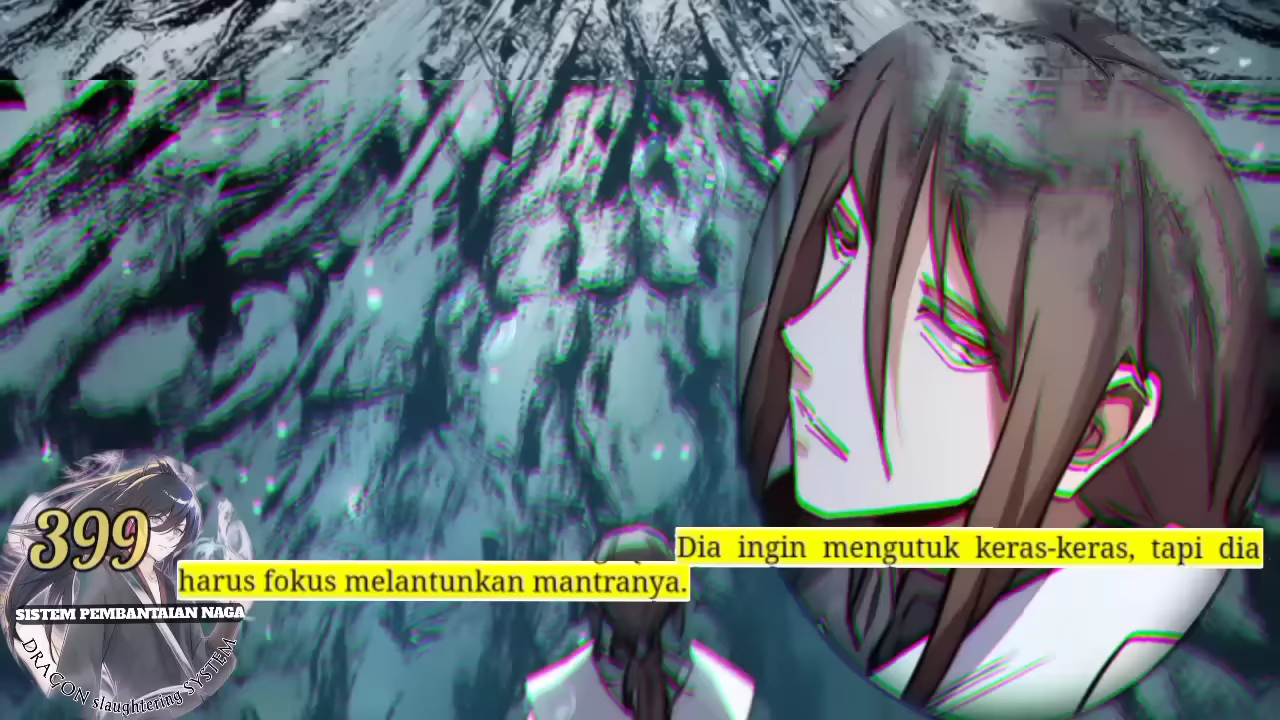 Dia ingin mengutuk keras-keras, tapi dia
harus fokus melantunkan mantranya.
399
SISTEM PEMBANTAIAN NAGA
DRAGON slaughtering SYSTEM